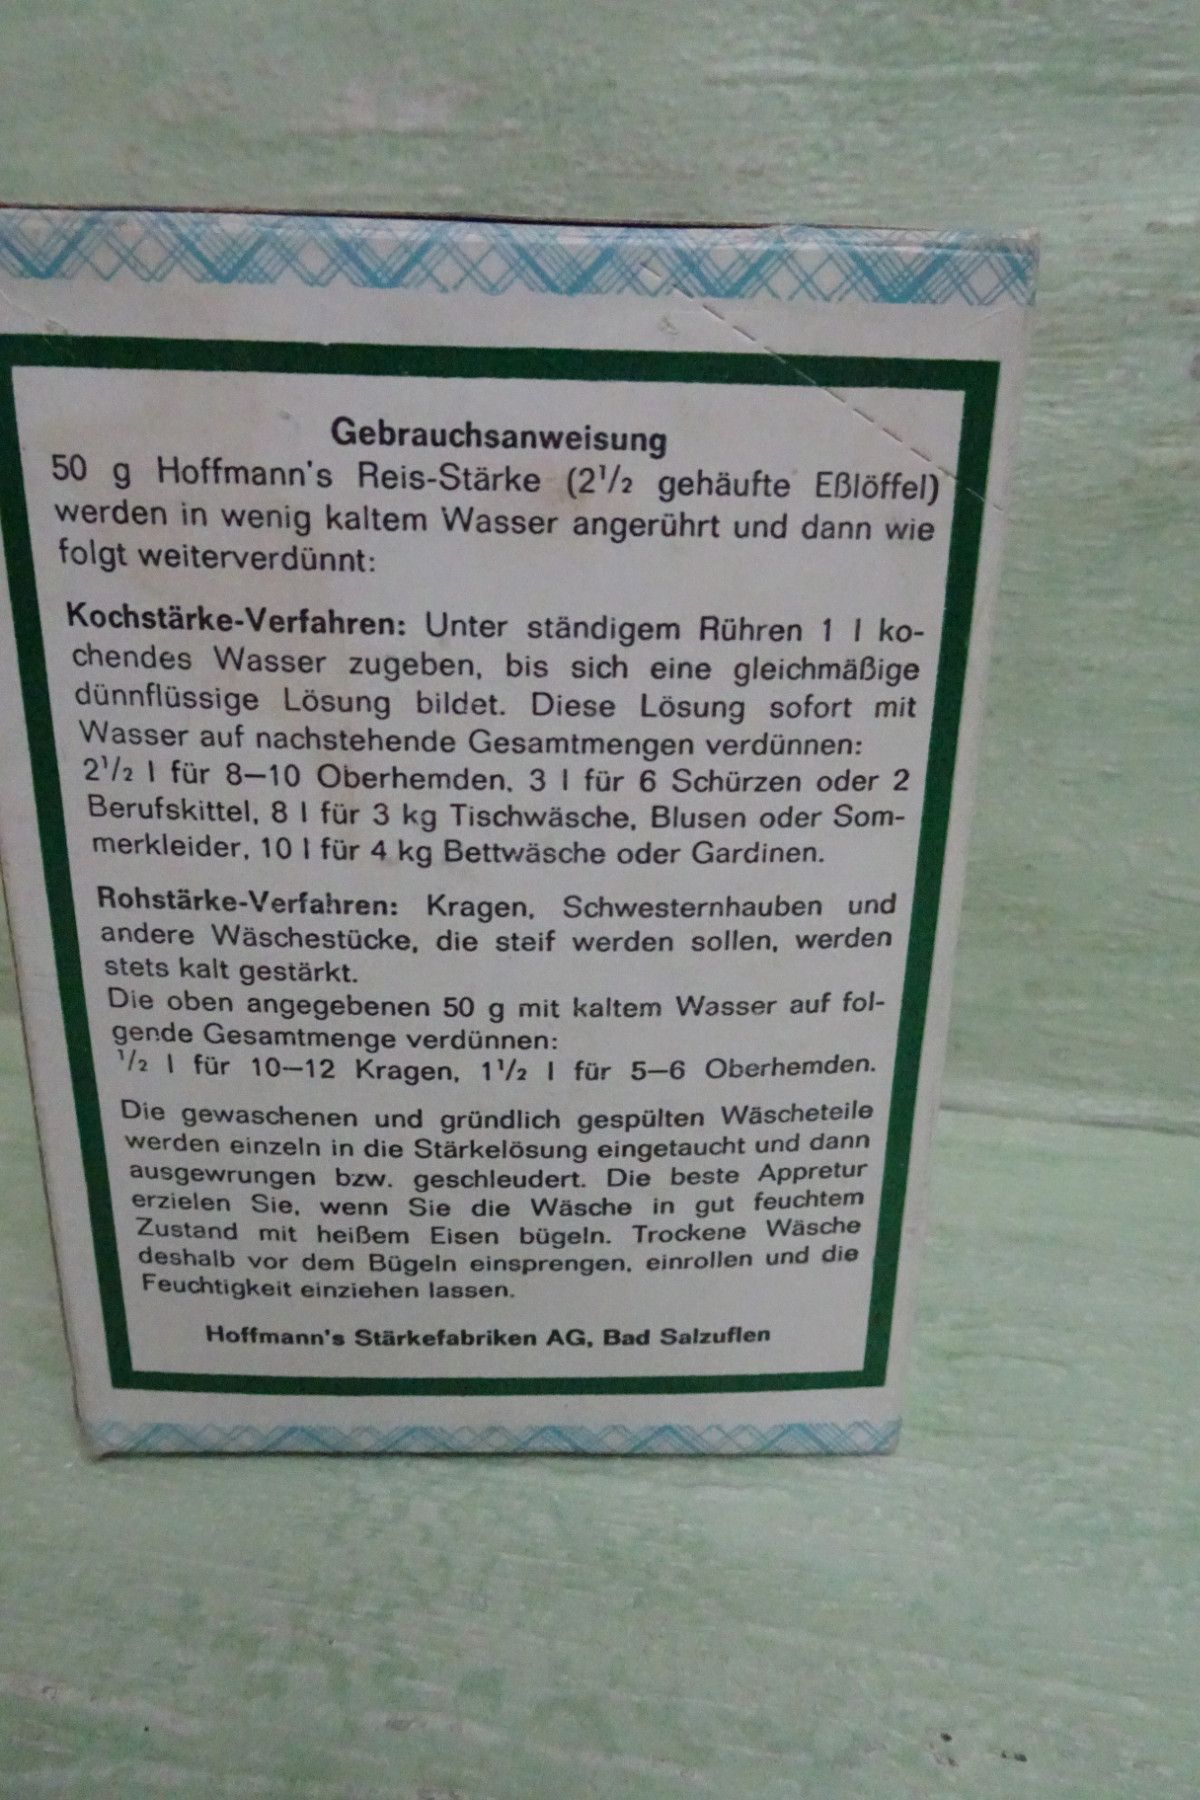 Gebrauchsanweisung
50 g Hoffmann's Reis-Stärke (2½ gehäufte Eßlöffel)
werden in wenig kaltem Wasser angerührt und dann wie
folgt weiterverdünnt:
Kochstärke-Verfahren: Unter ständigem Rühren 1 l ko-
chendes Wasser zugeben, bis sich eine gleichmäßige
dünnflüssige Lösung bildet. Diese Lösung sofort mit
Wasser auf nachstehende Gesamtmengen verdünnen:
2½ l für 8–10 Oberhemden, 3 l für 6 Schürzen oder 2
Berufskittel, 8 l für 3 kg Tischwäsche, Blusen oder Som-
merkleider, 10 l für 4 kg Bettwäsche oder Gardinen.
Rohstärke-Verfahren: Kragen, Schwesternhauben und
andere Wäschestücke, die steif werden sollen, werden
stets kalt gestärkt.
Die oben angegebenen 50 g mit kaltem Wasser auf fol-
gende Gesamtmenge verdünnen:
½ l für 10–12 Kragen, 1½ l für 5–6 Oberhemden.
Die gewaschenen und gründlich gespülten Wäscheteile
werden einzeln in die Stärkelösung eingetaucht und dann
ausgewrungen bzw. geschleudert. Die beste Appretur
erzielen Sie, wenn Sie die Wäsche in gut feuchtem
Zustand mit heißem Eisen bügeln. Trockene Wäsche
deshalb vor dem Bügeln einsprengen, einrollen und die
Feuchtigkeit einziehen lassen.
Hoffmann's Stärkefabriken AG, Bad Salzuflen